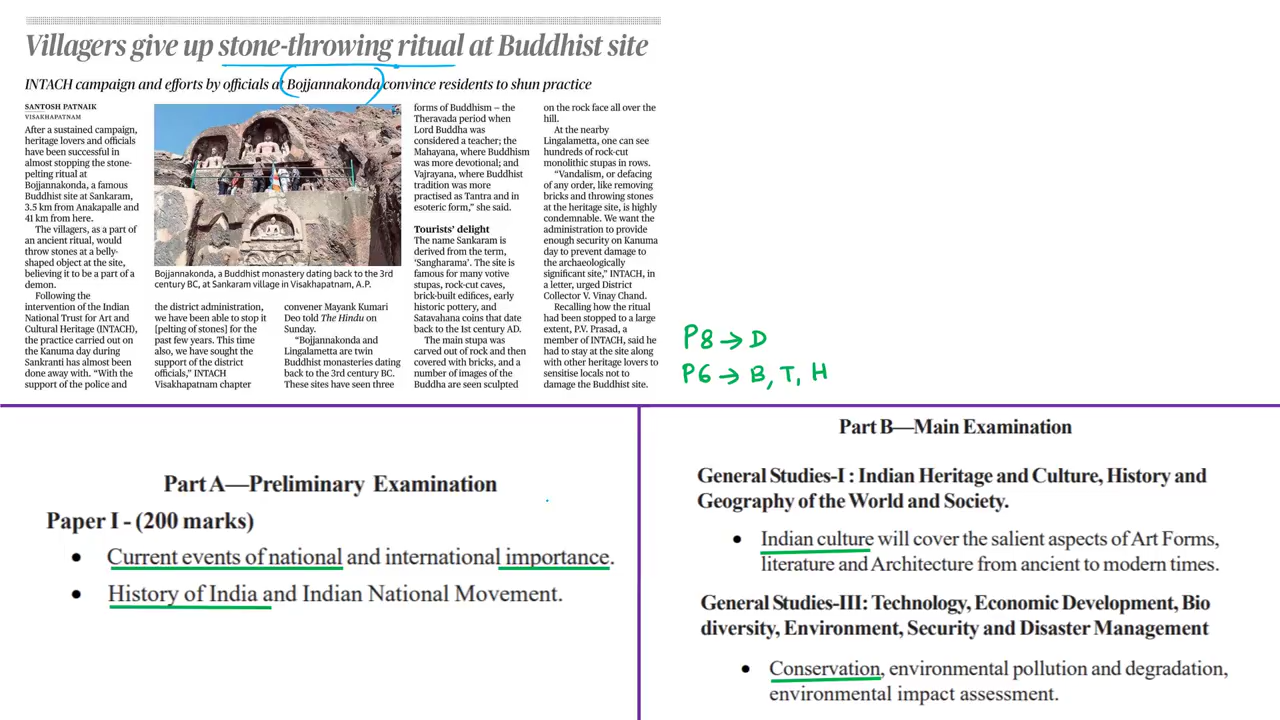 Villagers give up stone-throwing ritual at Buddhist site
INTACH campaign and efforts by officials at Bojjannakonda convince residents to shun practice
SANTOSH PATNAIK
VISAKHAPATNAM
After a sustained campaign,
heritage lovers and officials
have been successful in
almost stopping the stone-
pelting ritual at
Bojjannakonda, a famous
Buddhist site at Sankaram,
3.5 km from Anakapalle and
41 km from here.
The villagers, as a part of
an ancient ritual, would
throw stones at a belly-
shaped object at the site,
believing it to be a part of a
demon.
Following the
intervention of the Indian
National Trust for Art and
Cultural Heritage (INTACH),
the practice carried out on
the Kanuma day during
Sankranti has almost been
done away with. “With the
support of the police and
Bojjannakonda, a Buddhist monastery dating back to the 3rd
century BC, at Sankaram village in Visakhapatnam, A.P.
the district administration,
we have been able to stop it
[pelting of stones] for the
past few years. This time
also, we have sought the
support of the district
officials,” INTACH
Visakhapatnam chapter
convener Mayank Kumari
Deo told The Hindu on
Sunday.
“Bojjannakonda and
Lingalametta are twin
Buddhist monasteries dating
back to the 3rd century BC.
These sites have seen three
forms of Buddhism – the
Theravada period when
Lord Buddha was
considered a teacher; the
Mahayana, where Buddhism
was more devotional; and
Vajrayana, where Buddhist
tradition was more
practised as Tantra and in
esoteric form,” she said.
Tourists’ delight
The name Sankaram is
derived from the term,
‘Sangharama’. The site is
famous for many votive
stupas, rock-cut caves,
brick-built edifices, early
historic pottery, and
Satavahana coins that date
back to the 1st century AD.
The main stupa was
carved out of rock and then
covered with bricks, and a
number of images of the
Buddha are seen sculpted
on the rock face all over the
hill.
At the nearby
Lingalametta, one can see
hundreds of rock-cut
monolithic stupas in rows.
“Vandalism, or defacing
of any order, like removing
bricks and throwing stones
at the heritage site, is highly
condemnable. We want the
administration to provide
enough security on Kanuma
day to prevent damage to
the archaeologically
significant site,” INTACH, in
a letter, urged District
Collector V. Vinay Chand.
Recalling how the ritual
had been stopped to a large
extent, P.V. Prasad, a
member of INTACH, said he
had to stay at the site along
with other heritage lovers to
sensitise locals not to
damage the Buddhist site.
P8 → D
P6 → B, T, H
Part A—Preliminary Examination
Paper I - (200 marks)
• Current events of national and international importance.
• History of India and Indian National Movement.
Part B—Main Examination
General Studies-I : Indian Heritage and Culture, History and
Geography of the World and Society.
• Indian culture will cover the salient aspects of Art Forms,
literature and Architecture from ancient to modern times.
General Studies-III: Technology, Economic Development, Bio
diversity, Environment, Security and Disaster Management
• Conservation, environmental pollution and degradation,
environmental impact assessment.